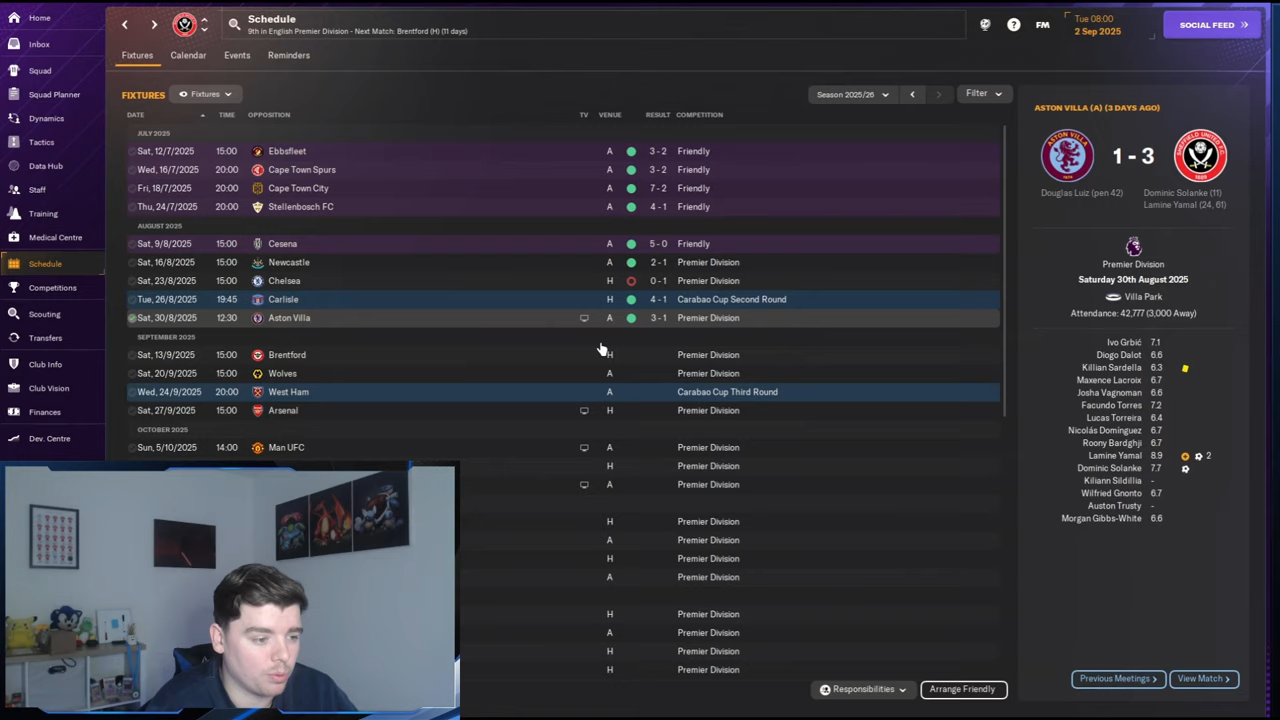 Home
Inbox
Squad
Squad Planner
Dynamics
Tactics
Data Hub
Staff
Training
Medical Centre
Schedule
Competitions
Scouting
Transfers
Club Info
Club Vision
Finances
Dev. Centre
Schedule
9th in English Premier Division - Next Match: Brentford (H) (11 days)
?
FM
Tue 08:00
2 Sep 2025
SOCIAL FEED
Fixtures Calendar Events Reminders
FIXTURES Fixtures Season 2025/26 Filter
DATE TIME OPPOSITION TV VENUE RESULT COMPETITION
JULY 2025
Sat, 12/7/2025 15:00 Ebbsfleet A 3 - 2 Friendly
Wed, 16/7/2025 20:00 Cape Town Spurs A 3 - 2 Friendly
Fri, 18/7/2025 20:00 Cape Town City A 7 - 2 Friendly
Thu, 24/7/2025 20:00 Stellenbosch FC A 4 - 1 Friendly
AUGUST 2025
Sat, 9/8/2025 15:00 Cesena A 5 - 0 Friendly
Sat, 16/8/2025 15:00 Newcastle A 2 - 1 Premier Division
Sat, 23/8/2025 15:00 Chelsea H 0 - 1 Premier Division
Tue, 26/8/2025 19:45 Carlisle H 4 - 1 Carabao Cup Second Round
Sat, 30/8/2025 12:30 Aston Villa A 3 - 1 Premier Division
SEPTEMBER 2025
Sat, 13/9/2025 15:00 Brentford H Premier Division
Sat, 20/9/2025 15:00 Wolves A Premier Division
Wed, 24/9/2025 20:00 West Ham A Carabao Cup Third Round
Sat, 27/9/2025 15:00 Arsenal H Premier Division
OCTOBER 2025
Sun, 5/10/2025 14:00 Man UFC A Premier Division
H Premier Division
A Premier Division
H Premier Division
A Premier Division
H Premier Division
A Premier Division
H Premier Division
A Premier Division
H Premier Division
H Premier Division
Responsibilities Arrange Friendly
ASTON VILLA (A) (3 DAYS AGO)
1 - 3
Douglas Luiz (pen 42) Dominic Solanke (11)
Lamine Yamal (24, 61)
Premier Division
Saturday 30th August 2025
Villa Park
Attendance: 42,777 (3,000 Away)
Ivo Grbić 7.1
Diogo Dalot 6.6
Killian Sardella 6.3
Maxence Lacroix 6.7
Josha Vagnoman 6.6
Facundo Torres 7.2
Lucas Torreira 6.4
Nicolás Domínguez 6.7
Roony Bardghji 6.7
Lamine Yamal 8.9 2
Dominic Solanke 7.7
Kiliann Sildillia -
Wilfried Gnonto 6.7
Auston Trusty -
Morgan Gibbs-White 6.6
Previous Meetings View Match